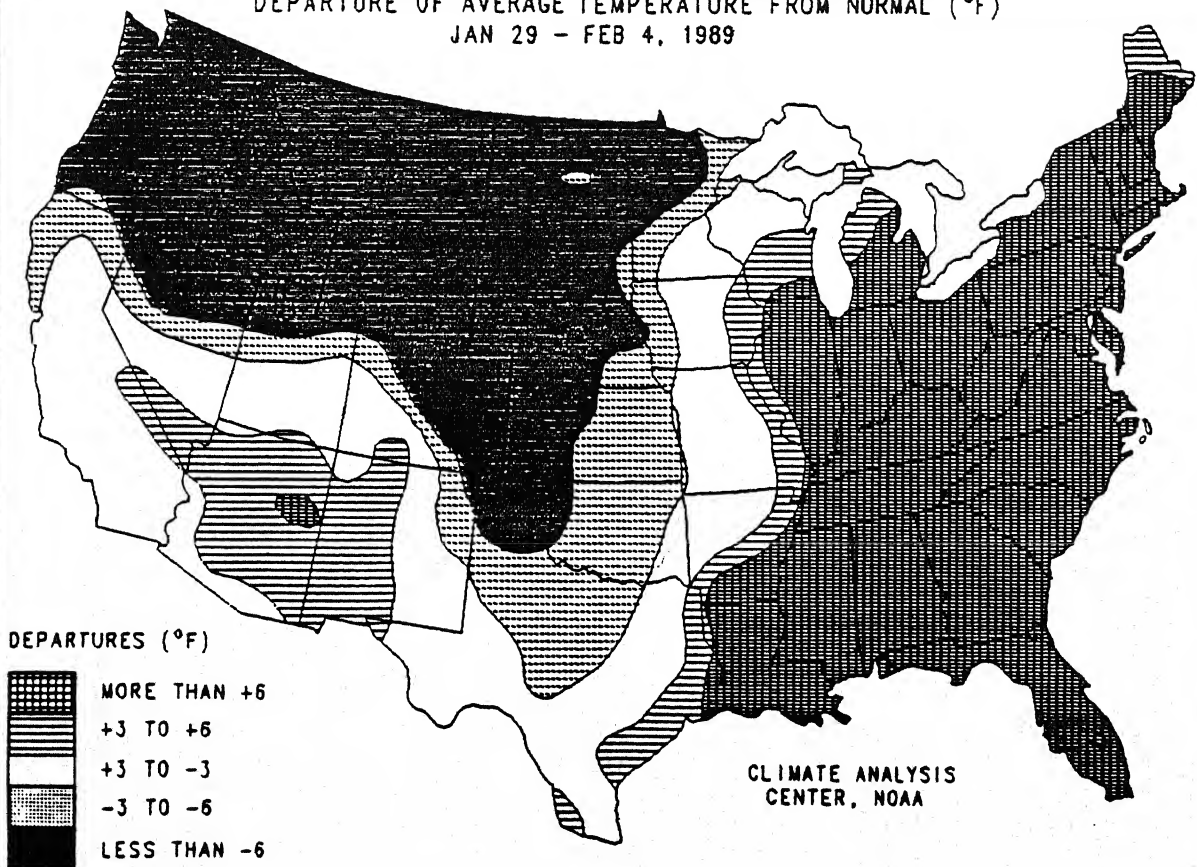 DEPARTURE OF AVERAGE TEMPERATURE FROM NORMAL (°F)
JAN 29 - FEB 4, 1989
DEPARTURES (°F)
MORE THAN +6
+3 TO +6
+3 TO -3
-3 TO -6
LESS THAN -6
CLIMATE ANALYSIS
CENTER, NOAA